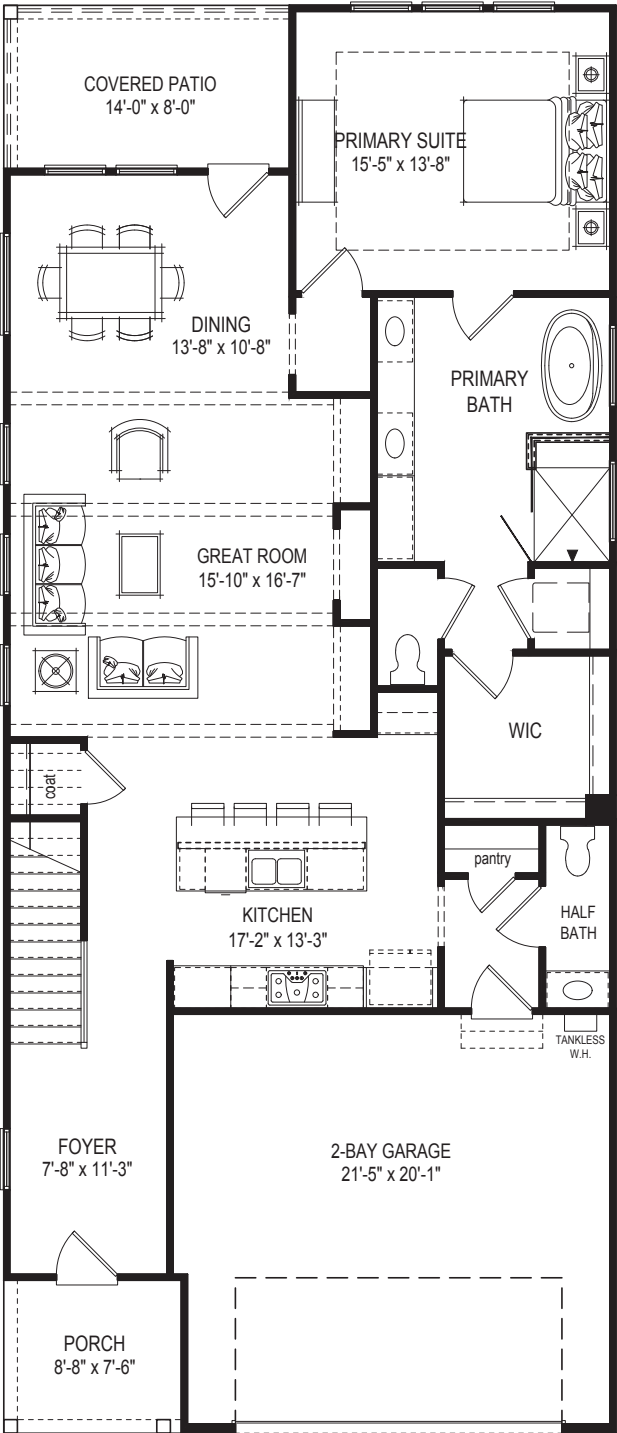 COVERED PATIO
14'-0" x 8'-0"
PRIMARY SUITE
15'-5" x 13'-8"
DINING
13'-8" x 10'-8"
PRIMARY
BATH
GREAT ROOM
15'-10" x 16'-7"
WIC
coat
pantry
KITCHEN
17'-2" x 13'-3"
HALF
BATH
TANKLESS
W.H.
FOYER
7'-8" x 11'-3"
2-BAY GARAGE
21'-5" x 20'-1"
PORCH
8'-8" x 7'-6"